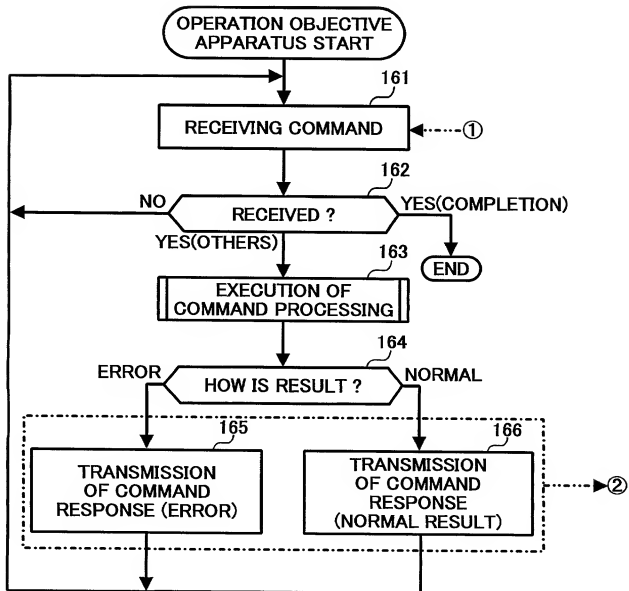 OPERATION OBJECTIVE
APPARATUS START
161
RECEIVING COMMAND
①
162
NO
RECEIVED ?
YES(COMPLETION)
YES(OTHERS)
END
163
EXECUTION OF
COMMAND PROCESSING
164
ERROR
HOW IS RESULT ?
NORMAL
165
TRANSMISSION
OF COMMAND
RESPONSE (ERROR)
166
TRANSMISSION
OF COMMAND
RESPONSE
(NORMAL RESULT)
②